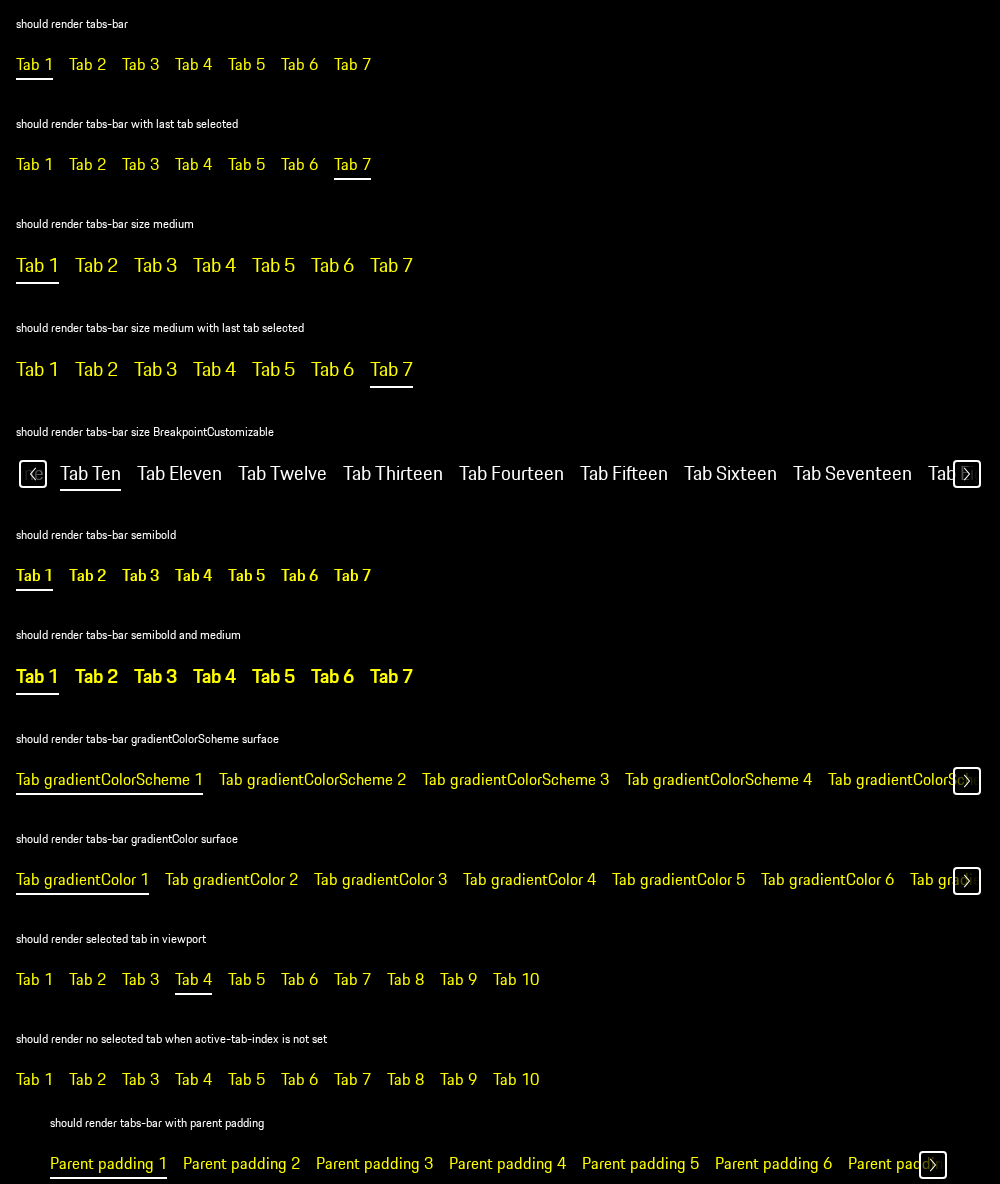 should render tabs-bar
Tab 1 Tab 2 Tab 3 Tab 4 Tab 5 Tab 6 Tab 7
should render tabs-bar with last tab selected
Tab 1 Tab 2 Tab 3 Tab 4 Tab 5 Tab 6 Tab 7
should render tabs-bar size medium
Tab 1 Tab 2 Tab 3 Tab 4 Tab 5 Tab 6 Tab 7
should render tabs-bar size medium with last tab selected
Tab 1 Tab 2 Tab 3 Tab 4 Tab 5 Tab 6 Tab 7
should render tabs-bar size BreakpointCustomizable
Tab Ten Tab Eleven Tab Twelve Tab Thirteen Tab Fourteen Tab Fifteen Tab Sixteen Tab Seventeen Tab
should render tabs-bar semibold
Tab 1 Tab 2 Tab 3 Tab 4 Tab 5 Tab 6 Tab 7
should render tabs-bar semibold and medium
Tab 1 Tab 2 Tab 3 Tab 4 Tab 5 Tab 6 Tab 7
should render tabs-bar gradientColorScheme surface
Tab gradientColorScheme 1 Tab gradientColorScheme 2 Tab gradientColorScheme 3 Tab gradientColorScheme 4 Tab gradientColorSch
should render tabs-bar gradientColor surface
Tab gradientColor 1 Tab gradientColor 2 Tab gradientColor 3 Tab gradientColor 4 Tab gradientColor 5 Tab gradientColor 6 Tab gradi
should render selected tab in viewport
Tab 1 Tab 2 Tab 3 Tab 4 Tab 5 Tab 6 Tab 7 Tab 8 Tab 9 Tab 10
should render no selected tab when active-tab-index is not set
Tab 1 Tab 2 Tab 3 Tab 4 Tab 5 Tab 6 Tab 7 Tab 8 Tab 9 Tab 10
should render tabs-bar with parent padding
Parent padding 1 Parent padding 2 Parent padding 3 Parent padding 4 Parent padding 5 Parent padding 6 Parent padd